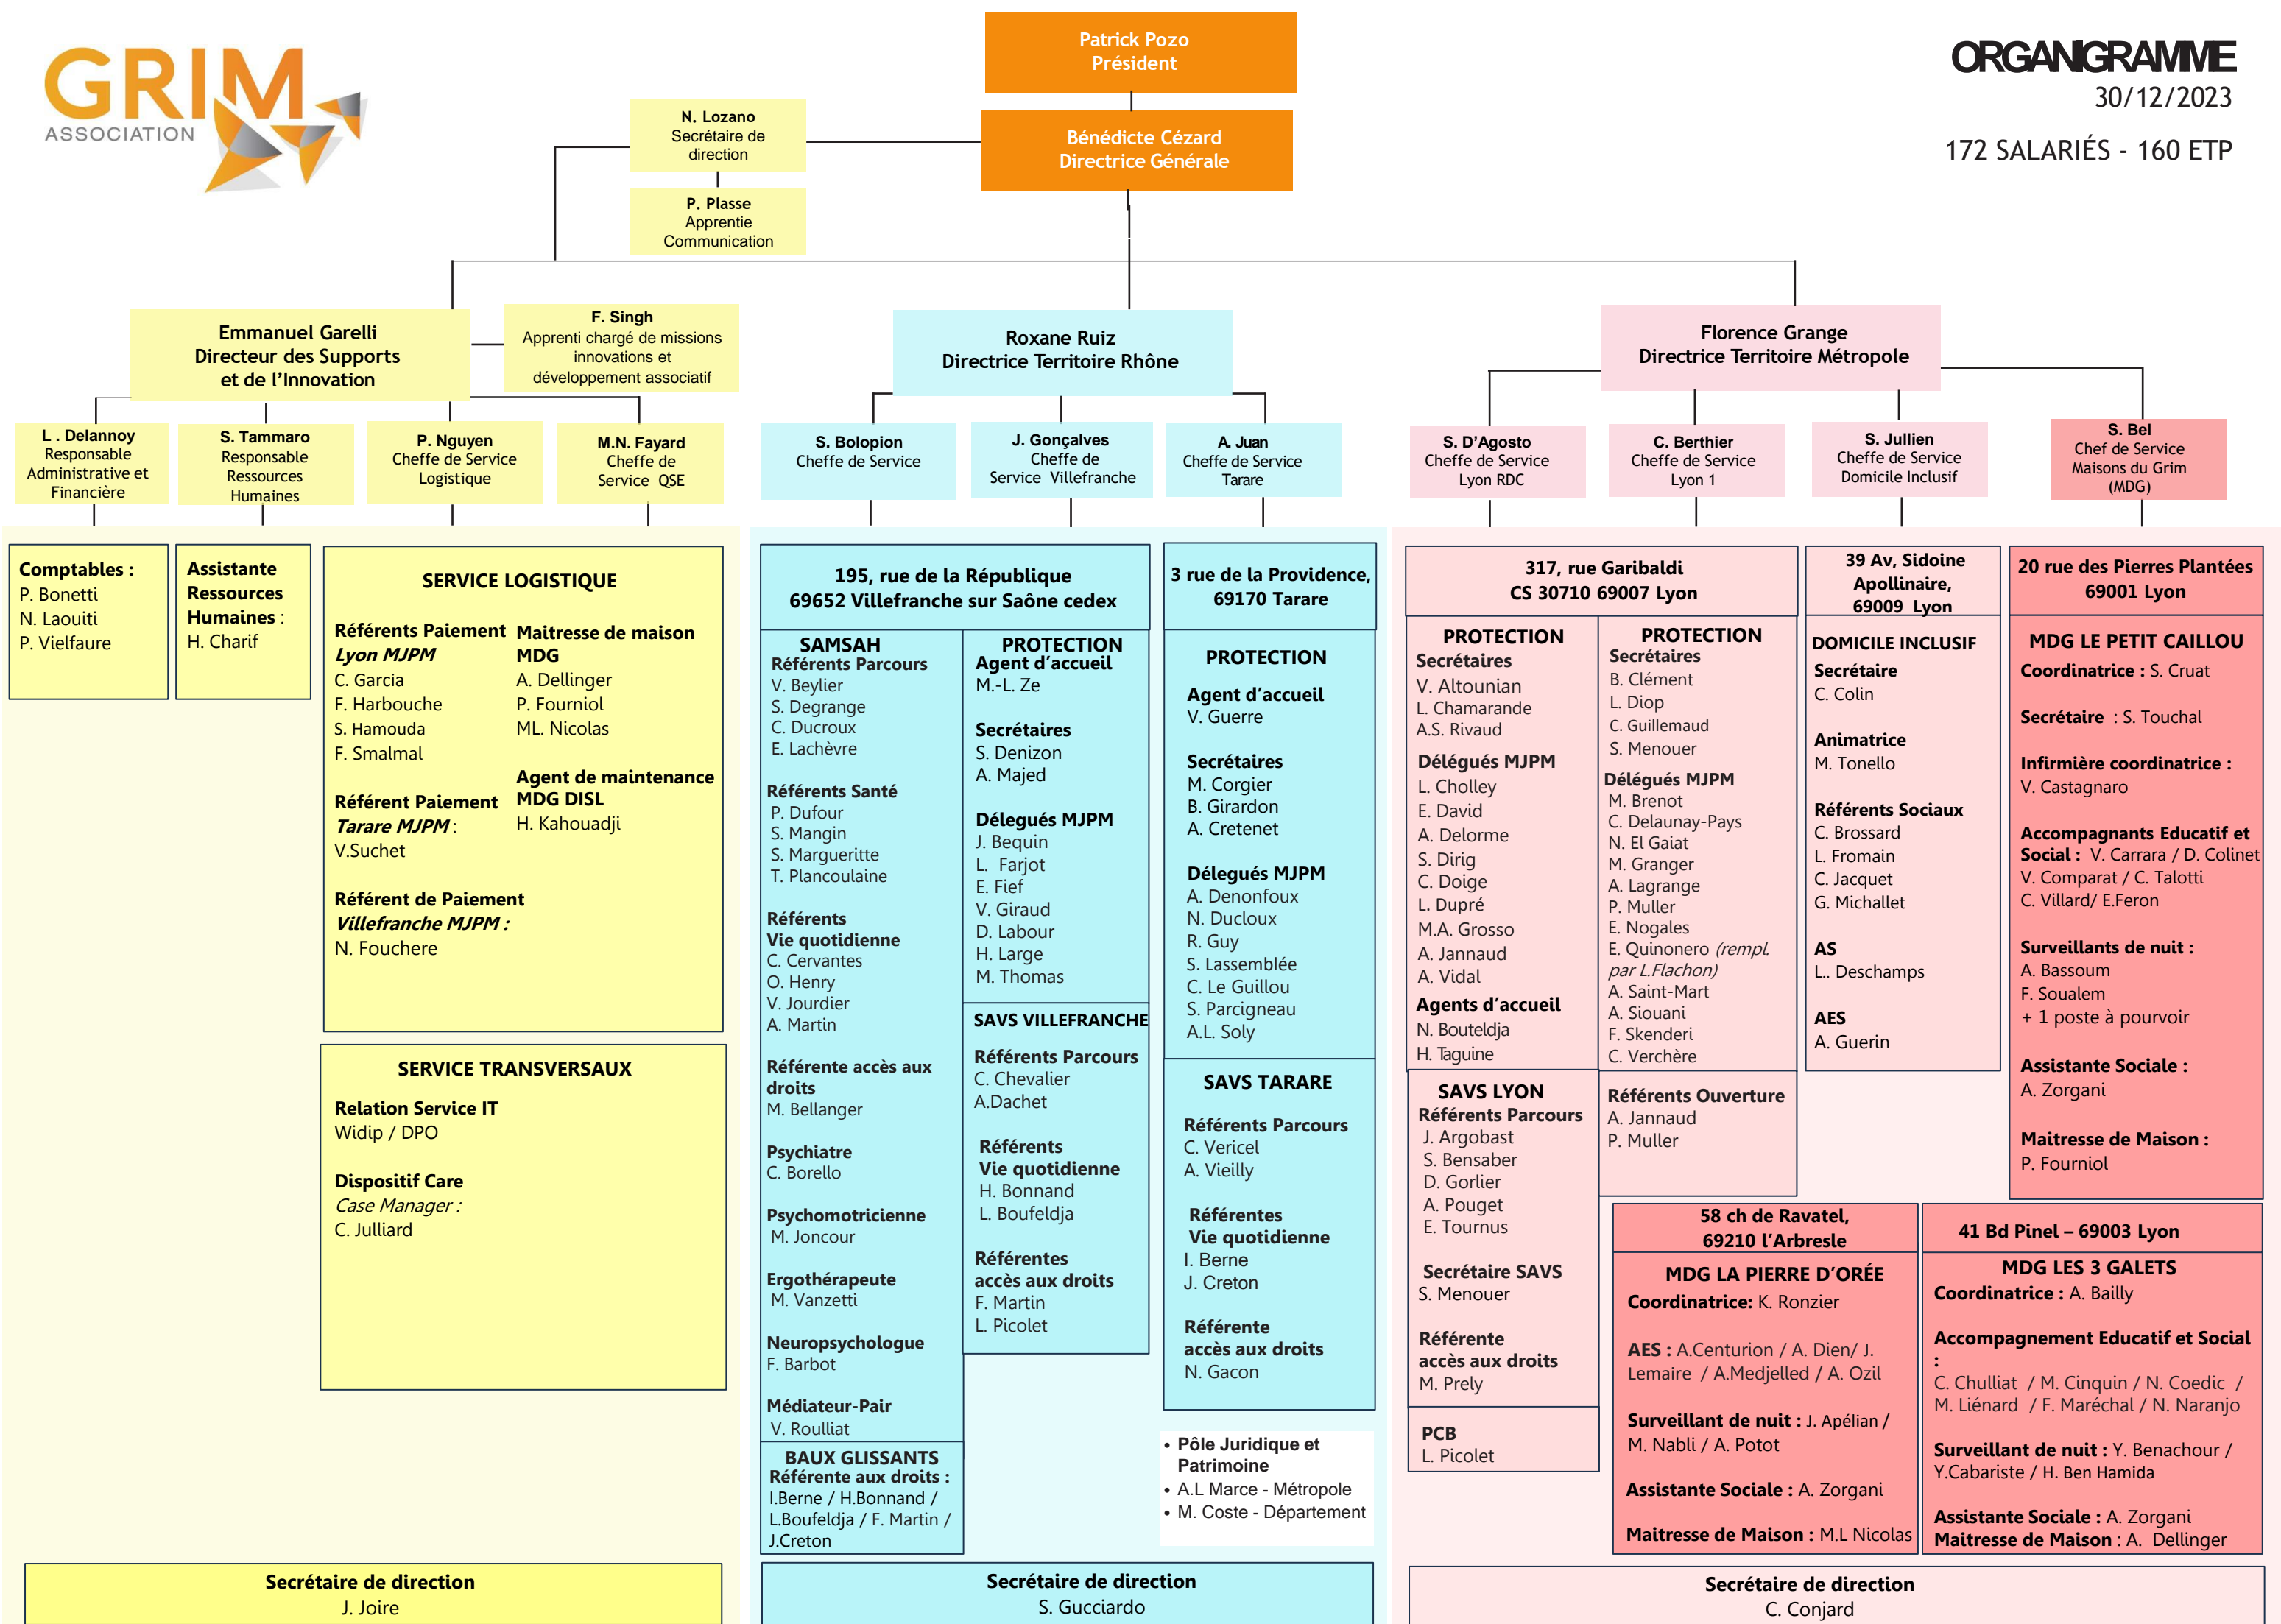 GRIM
ASSOCIATION
ORGANIGRAMME
30/12/2023
172 SALARIÉS - 160 ETP
Patrick Pozo
Président
Bénédicte Cézard
Directrice Générale
N. Lozano
Secrétaire de
direction
P. Plasse
Apprentie
Communication
Emmanuel Garelli
Directeur des Supports
et de l’Innovation
F. Singh
Apprenti chargé de missions
innovations et
développement associatif
Roxane Ruiz
Directrice Territoire Rhône
Florence Grange
Directrice Territoire Métropole
L . Delannoy
Responsable
Administrative et
Financière
S. Tammaro
Responsable
Ressources
Humaines
P. Nguyen
Cheffe de Service
Logistique
M.N. Fayard
Cheffe de
Service QSE
S. Bolopion
Cheffe de Service
J. Gonçalves
Cheffe de
Service Villefranche
A. Juan
Cheffe de Service
Tarare
S. D’Agosto
Cheffe de Service
Lyon RDC
C. Berthier
Cheffe de Service
Lyon 1
S. Jullien
Cheffe de Service
Domicile Inclusif
S. Bel
Chef de Service
Maisons du Grim
(MDG)
Comptables :
P. Bonetti
N. Laouiti
P. Vielfaure
Assistante
Ressources
Humaines :
H. Charif
SERVICE LOGISTIQUE
Référents Paiement
Lyon MJPM
C. Garcia
F. Harbouche
S. Hamouda
F. Smalmal
Référent Paiement
Tarare MJPM :
V.Suchet
Référent de Paiement
Villefranche MJPM :
N. Fouchere
Maitresse de maison
MDG
A. Dellinger
P. Fourniol
ML. Nicolas
Agent de maintenance
MDG DISL
H. Kahouadji
SERVICE TRANSVERSAUX
Relation Service IT
Widip / DPO
Dispositif Care
Case Manager :
C. Julliard
Secrétaire de direction
J. Joire
195, rue de la République
69652 Villefranche sur Saône cedex
SAMSAH
Référents Parcours
V. Beylier
S. Degrange
C. Ducroux
E. Lachèvre
Référents Santé
P. Dufour
S. Mangin
S. Margueritte
T. Plancoulaine
Référents
Vie quotidienne
C. Cervantes
O. Henry
V. Jourdier
A. Martin
Référente accès aux
droits
M. Bellanger
Psychiatre
C. Borello
Psychomotricienne
M. Joncour
Ergothérapeute
M. Vanzetti
Neuropsychologue
F. Barbot
Médiateur-Pair
V. Roulliat
BAUX GLISSANTS
Référente aux droits :
I.Berne / H.Bonnand /
L.Boufeldja / F. Martin /
J.Creton
PROTECTION
Agent d’accueil
M.-L. Ze
Secrétaires
S. Denizon
A. Majed
Délegués MJPM
J. Bequin
L. Farjot
E. Fief
V. Giraud
D. Labour
H. Large
M. Thomas
SAVS VILLEFRANCHE
Référents Parcours
C. Chevalier
A.Dachet
Référents
Vie quotidienne
H. Bonnand
L. Boufeldja
Référentes
accès aux droits
F. Martin
L. Picolet
3 rue de la Providence,
69170 Tarare
PROTECTION
Agent d’accueil
V. Guerre
Secrétaires
M. Corgier
B. Girardon
A. Cretenet
Délegués MJPM
A. Denonfoux
N. Ducloux
R. Guy
S. Lassemblée
C. Le Guillou
S. Parcigneau
A.L. Soly
SAVS TARARE
Référents Parcours
C. Vericel
A. Vieilly
Référentes
Vie quotidienne
I. Berne
J. Creton
Référente
accès aux droits
N. Gacon
• Pôle Juridique et
Patrimoine
• A.L Marce - Métropole
• M. Coste - Département
Secrétaire de direction
S. Gucciardo
317, rue Garibaldi
CS 30710 69007 Lyon
PROTECTION
Secrétaires
V. Altounian
L. Chamarande
A.S. Rivaud
Délégués MJPM
L. Cholley
E. David
A. Delorme
S. Dirig
C. Doige
L. Dupré
M.A. Grosso
A. Jannaud
A. Vidal
Agents d’accueil
N. Bouteldja
H. Taguine
SAVS LYON
Référents Parcours
J. Argobast
S. Bensaber
D. Gorlier
A. Pouget
E. Tournus
Secrétaire SAVS
S. Menouer
Référente
accès aux droits
M. Prely
PCB
L. Picolet
PROTECTION
Secrétaires
B. Clément
L. Diop
C. Guillemaud
S. Menouer
Délégués MJPM
M. Brenot
C. Delaunay-Pays
N. El Gaiat
M. Granger
A. Lagrange
P. Muller
E. Nogales
E. Quinonero (rempl.
par L.Flachon)
A. Saint-Mart
A. Siouani
F. Skenderi
C. Verchère
Référents Ouverture
A. Jannaud
P. Muller
39 Av, Sidoine
Apollinaire,
69009 Lyon
DOMICILE INCLUSIF
Secrétaire
C. Colin
Animatrice
M. Tonello
Référents Sociaux
C. Brossard
L. Fromain
C. Jacquet
G. Michallet
AS
L.. Deschamps
AES
A. Guerin
20 rue des Pierres Plantées
69001 Lyon
MDG LE PETIT CAILLOU
Coordinatrice : S. Cruat
Secrétaire : S. Touchal
Infirmière coordinatrice :
V. Castagnaro
Accompagnants Educatif et
Social : V. Carrara / D. Colinet
V. Comparat / C. Talotti
C. Villard/ E.Feron
Surveillants de nuit :
A. Bassoum
F. Soualem
+ 1 poste à pourvoir
Assistante Sociale :
A. Zorgani
Maitresse de Maison :
P. Fourniol
58 ch de Ravatel,
69210 l’Arbresle
MDG LA PIERRE D’ORÉE
Coordinatrice: K. Ronzier
AES : A.Centurion / A. Dien/ J.
Lemaire / A.Medjelled / A. Ozil
Surveillant de nuit : J. Apélian /
M. Nabli / A. Potot
Assistante Sociale : A. Zorgani
Maitresse de Maison : M.L Nicolas
41 Bd Pinel – 69003 Lyon
MDG LES 3 GALETS
Coordinatrice : A. Bailly
Accompagnement Educatif et Social
:
C. Chulliat / M. Cinquin / N. Coedic /
M. Liénard / F. Maréchal / N. Naranjo
Surveillant de nuit : Y. Benachour /
Y.Cabariste / H. Ben Hamida
Assistante Sociale : A. Zorgani
Maitresse de Maison : A. Dellinger
Secrétaire de direction
C. Conjard